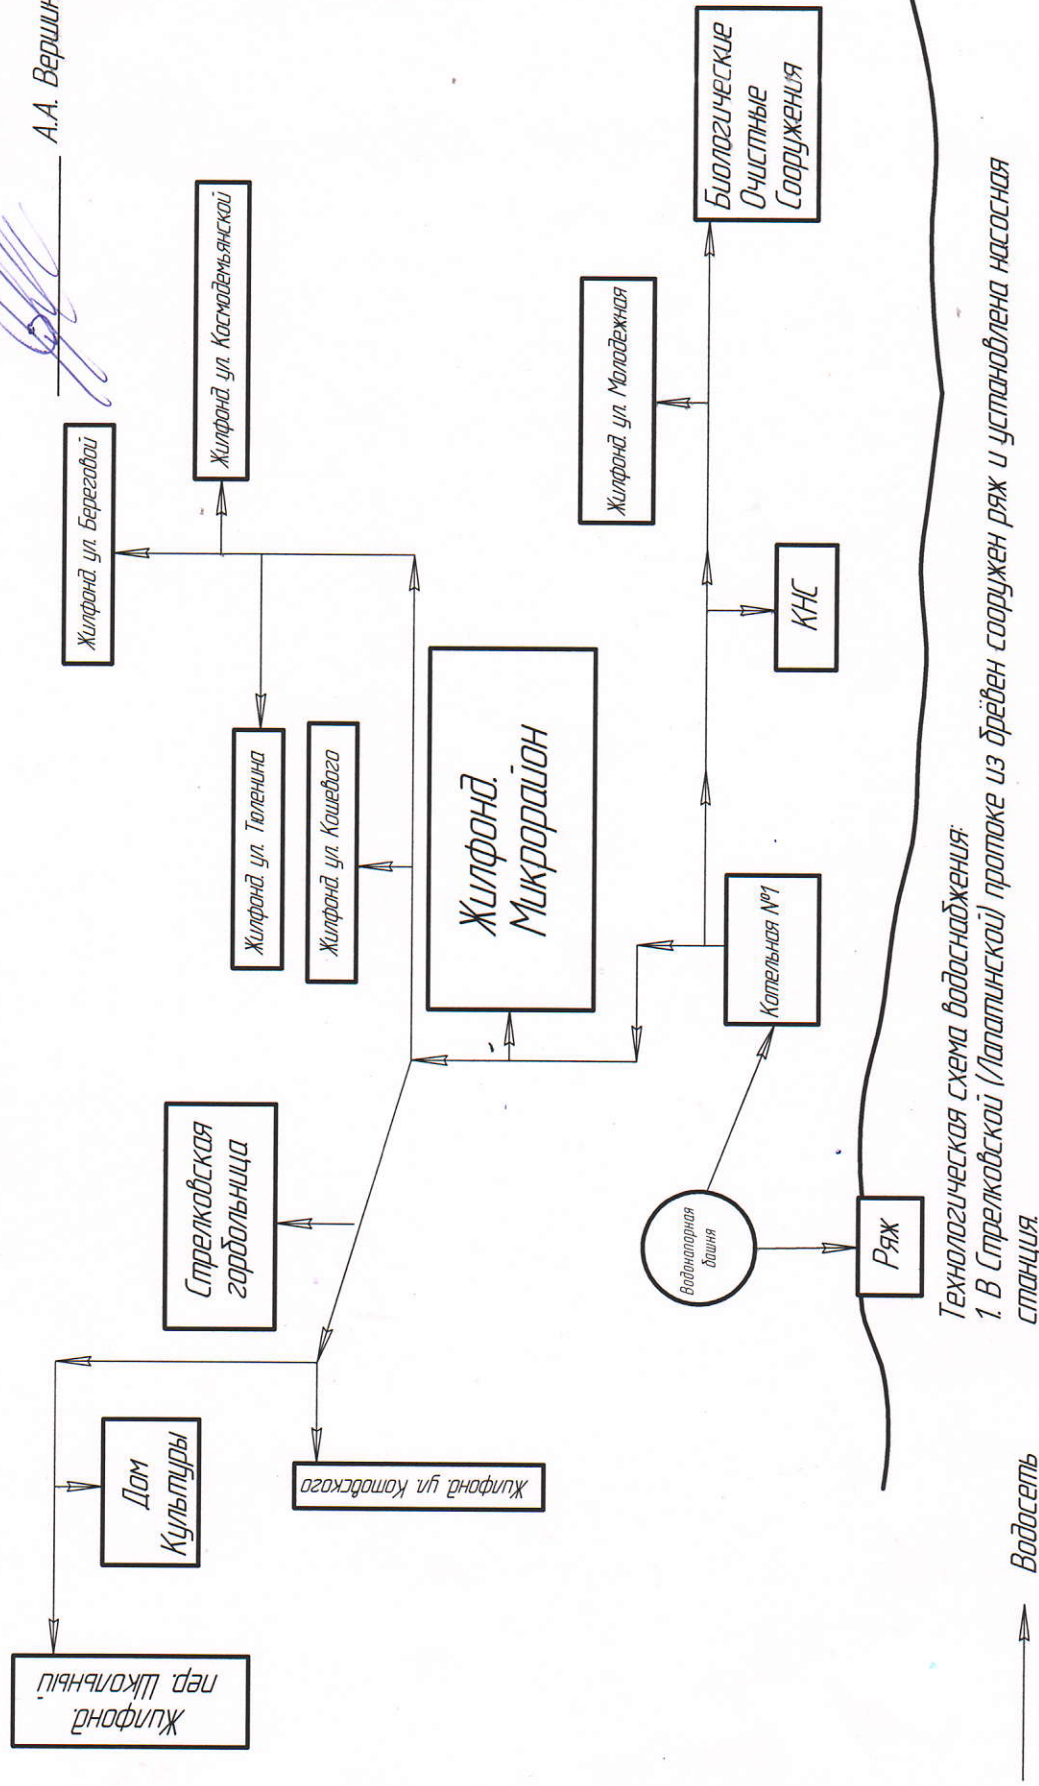 А.А. Вершин
Жилфонд. ул. Береговой
Жилфонд. ул. Космодемьянской
Жилфонд. ул. Тюленина
Жилфонд. ул. Кошевого
Жилфонд.
Микрорайон
Стрелковская
горбольница
Дом
Культуры
Жилфонд.
пер. Школьный
Жилфонд. ул. Котовского
Жилфонд. ул. Молодежная
Биологические
Очистные
Сооружения
КНС
Котельная №1
Водонапорная
башня
Ряж
Технологическая схема водоснабжения:
1. В Стрелковской (Лапатинской) протоке из брёвен сооружен ряж и установлена насосная
станция.
Водосеть